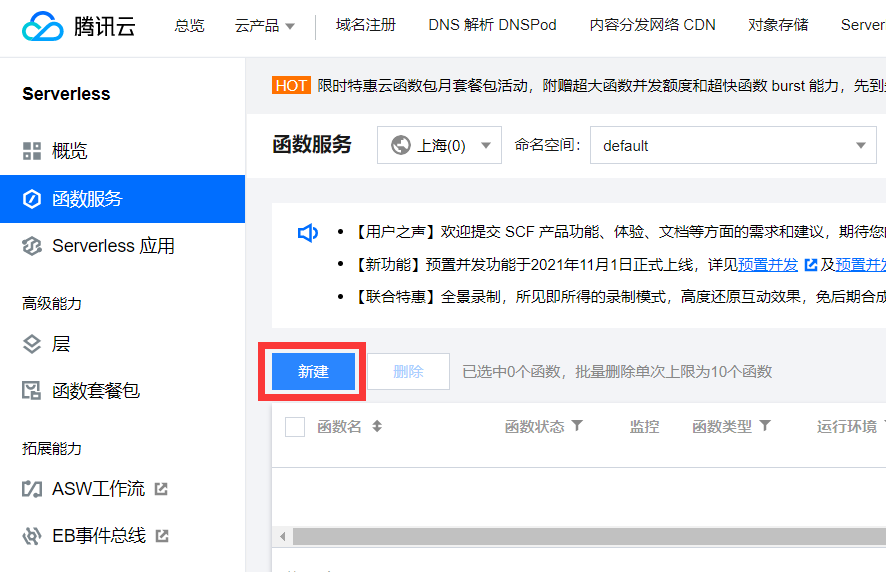 腾讯云 总览 云产品 域名注册 DNS 解析 DNSPod 内容分发网络 CDN 对象存储 Server
Serverless
概览
函数服务
Serverless 应用
高级能力
层
函数套餐包
拓展能力
ASW工作流
EB事件总线
HOT 限时特惠云函数包月套餐包活动，附赠超大函数并发额度和超快函数 burst 能力，先到
函数服务 上海(0) 命名空间： default
• 【用户之声】欢迎提交 SCF 产品功能、体验、文档等方面的需求和建议，期待您
• 【新功能】预置并发功能于2021年11月1日正式上线，详见预置并发 及预置并发
• 【联合特惠】全景录制，所见即所得的录制模式，高度还原互动效果，免后期合成
新建 删除 已选中0个函数，批量删除单次上限为10个函数
函数名 函数状态 监控 函数类型 运行环境